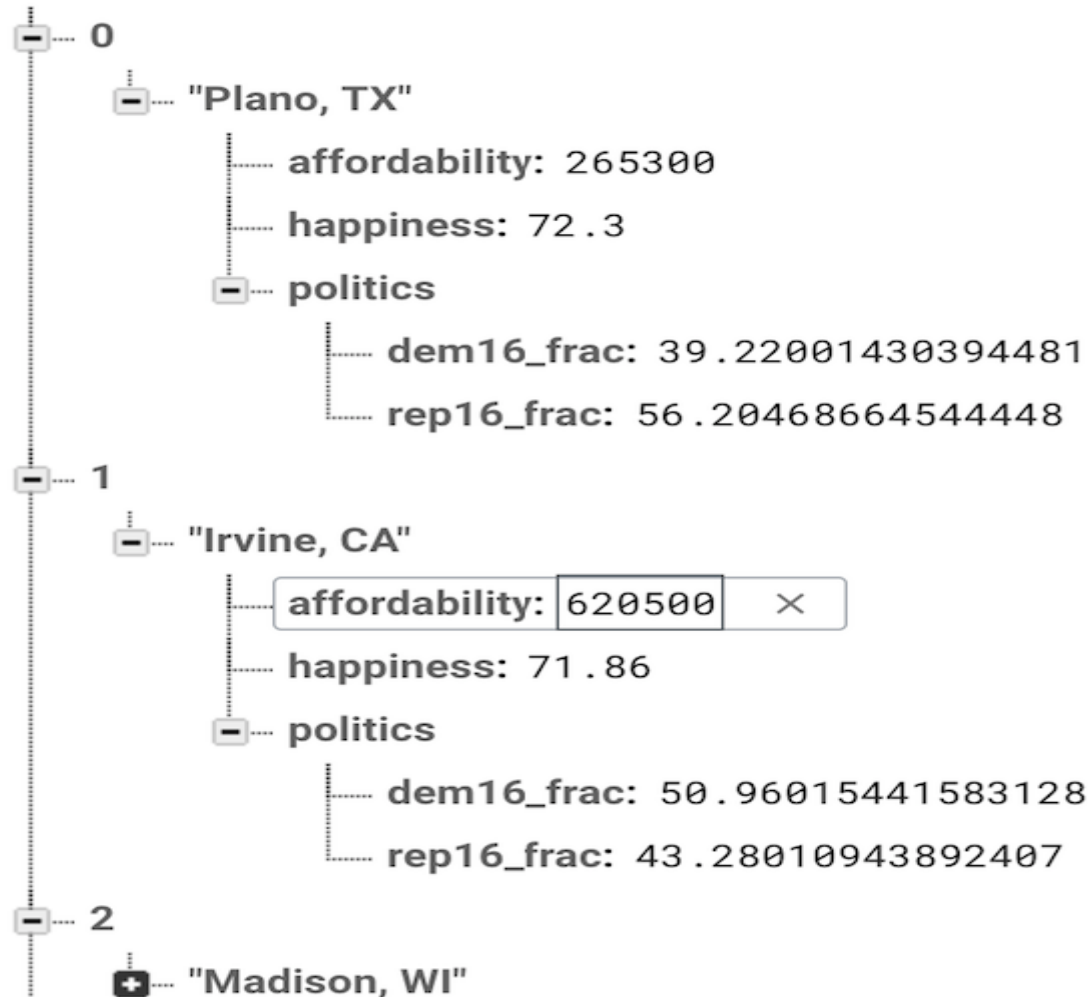 0
"Plano, TX"
affordability: 265300
happiness: 72.3
politics
dem16_frac: 39.22001430394481
rep16_frac: 56.20468664544448
1
"Irvine, CA"
affordability: 620500 ×
happiness: 71.86
politics
dem16_frac: 50.96015441583128
rep16_frac: 43.28010943892407
2
"Madison, WI"